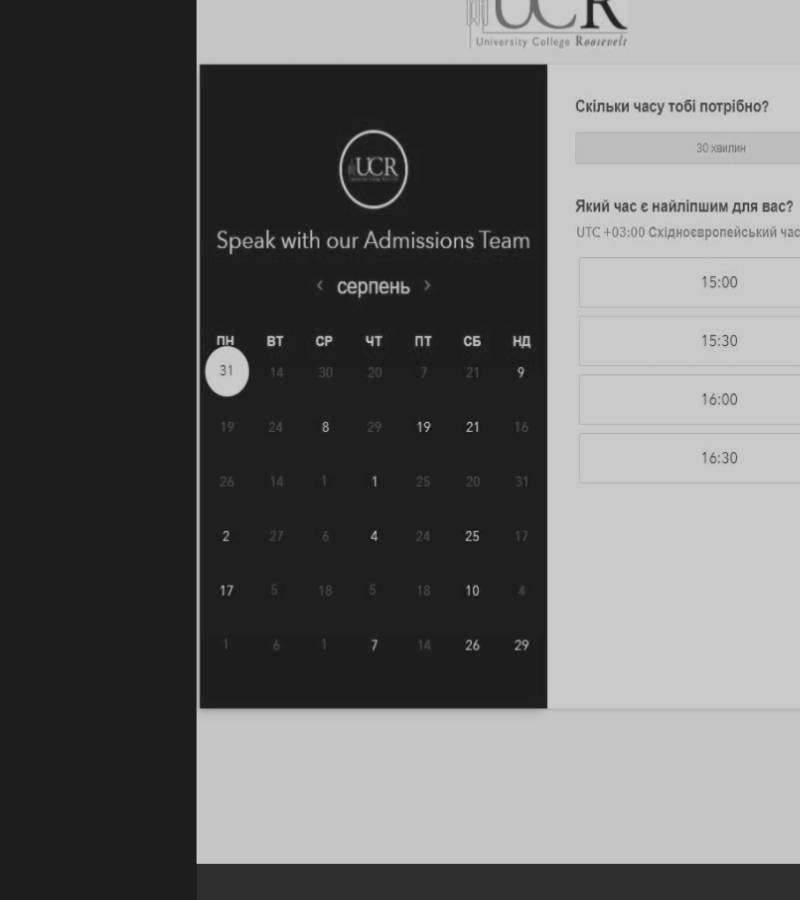 UCR
University College Roosevelt
UCR
Speak with our Admissions Team
‹ серпень ›
ПН ВТ СР ЧТ ПТ СБ НД
31 14 30 20 7 21 9
19 24 8 29 19 21 16
26 14 1 1 25 20 31
2 27 6 4 24 25 17
17 5 18 5 18 10 4
1 6 1 7 14 26 29
Скільки часу тобі потрібно?
30 хвилин
Який час є найліпшим для вас?
UTC +03:00 Східноєвропейський час
15:00
15:30
16:00
16:30